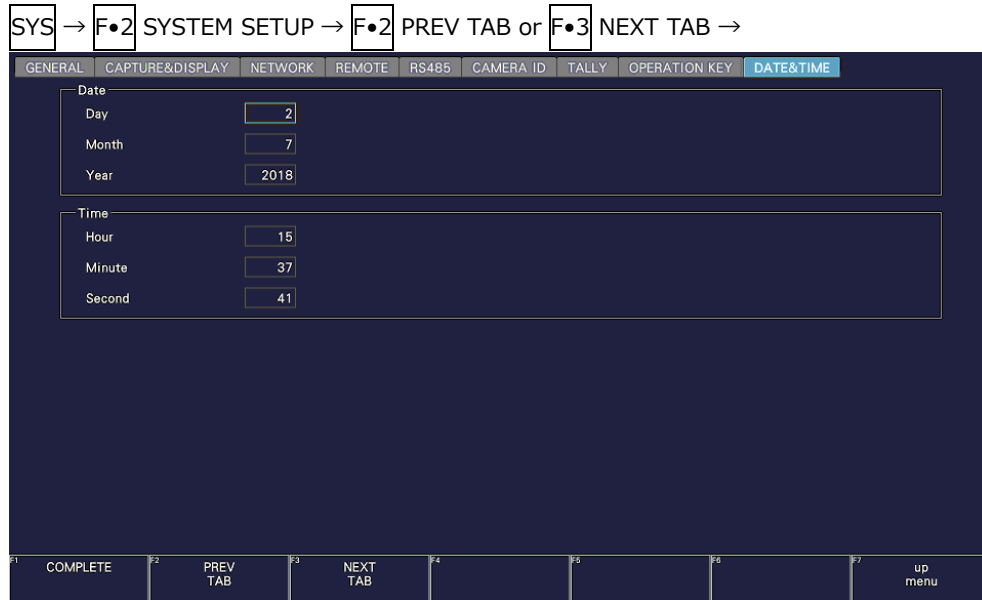 SYS → F•2 SYSTEM SETUP → F•2 PREV TAB or F•3 NEXT TAB →
GENERAL CAPTURE&DISPLAY NETWORK REMOTE RS485 CAMERA ID TALLY OPERATION KEY DATE&TIME
Date
Day 2
Month 7
Year 2018
Time
Hour 15
Minute 37
Second 41
F1 COMPLETE F2 PREV F3 NEXT F4 F5 F6 F7 up
TAB TAB menu